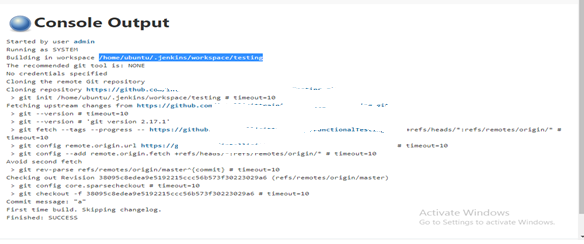 Console Output
Started by user admin
Running as SYSTEM
Building in workspace /home/ubuntu/.jenkins/workspace/testing
The recommended git tool is: NONE
No credentials specified
Cloning the remote Git repository
Cloning repository https://github.co
> git init /home/ubuntu/.jenkins/workspace/testing # timeout=10
Fetching upstream changes from https://github.com
> git --version # timeout=10
> git --version # 'git version 2.17.1'
> git fetch --tags --progress -- https://github +refs/heads/*:refs/remotes/origin/* #
timeout=10
> git config remote.origin.url https://g # timeout=10
> git config --add remote.origin.fetch +refs/heads/*:refs/remotes/origin/* # timeout=10
Avoid second fetch
> git rev-parse refs/remotes/origin/master^{commit} # timeout=10
Checking out Revision 38095c8edea9e5192215ccc56b573f30223029a6 (refs/remotes/origin/master)
> git config core.sparsecheckout # timeout=10
> git checkout -f 38095c8edea9e5192215ccc56b573f30223029a6 # timeout=10
Commit message: "a"
First time build. Skipping changelog.
Finished: SUCCESS
Activate Windows
Go to Settings to activate Windows.